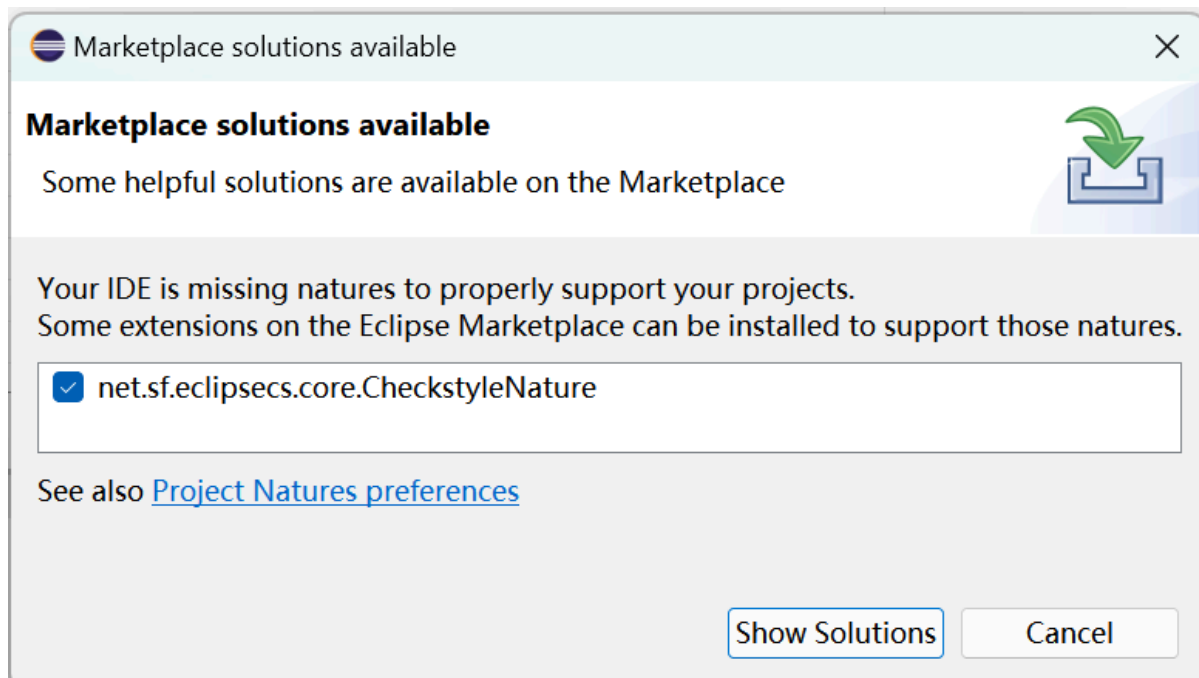 Marketplace solutions available
Marketplace solutions available
Some helpful solutions are available on the Marketplace
Your IDE is missing natures to properly support your projects.
Some extensions on the Eclipse Marketplace can be installed to support those natures.
net.sf.eclipsecs.core.CheckstyleNature
See also Project Natures preferences
Show Solutions
Cancel